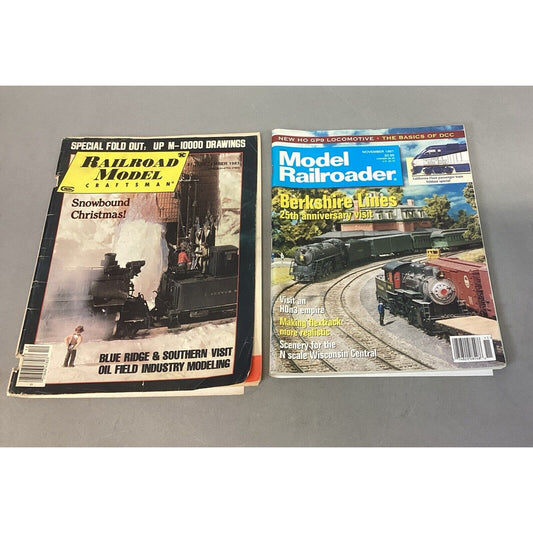 SPECIAL FOLD OUT, UP M-10000 DRAWINGS
RAILROAD
MODEL
CRAFTSMAN
Snowbound
Christmas!
BLUE RIDGE & SOUTHERN VISIT
OIL FIELD INDUSTRY MODELING
NEW HO GP9 LOCOMOTIVE • THE BASICS OF DCC
Model
Railroader
NOVEMBER 1997
Berkshire Lines
25th anniversary visit
Visit an
HOn3 empire
Making flextrack
more realistic
Scenery for the
N scale Wisconsin Central